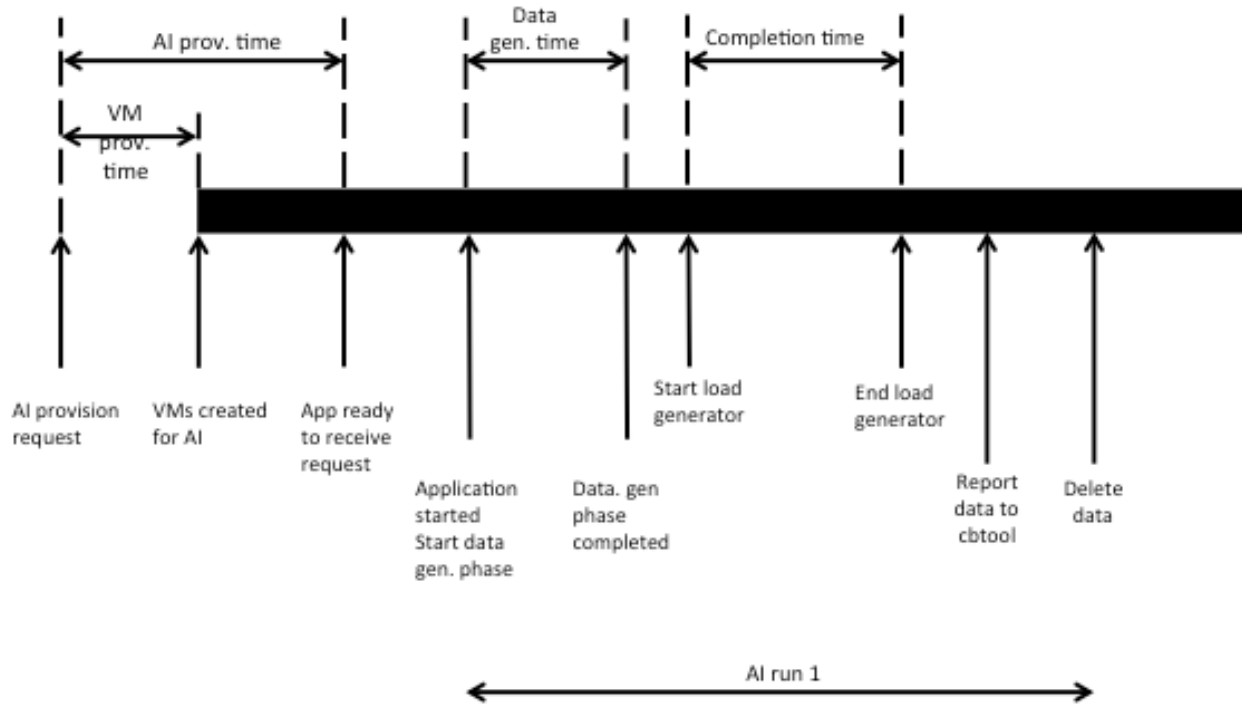 AI prov. time
Data
gen. time
Completion time
VM
prov.
time
AI provision
request
VMs created
for AI
App ready
to receive
request
Application
started
Start data
gen. phase
Data. gen
phase
completed
Start load
generator
End load
generator
Report
data to
cbtool
Delete
data
AI run 1